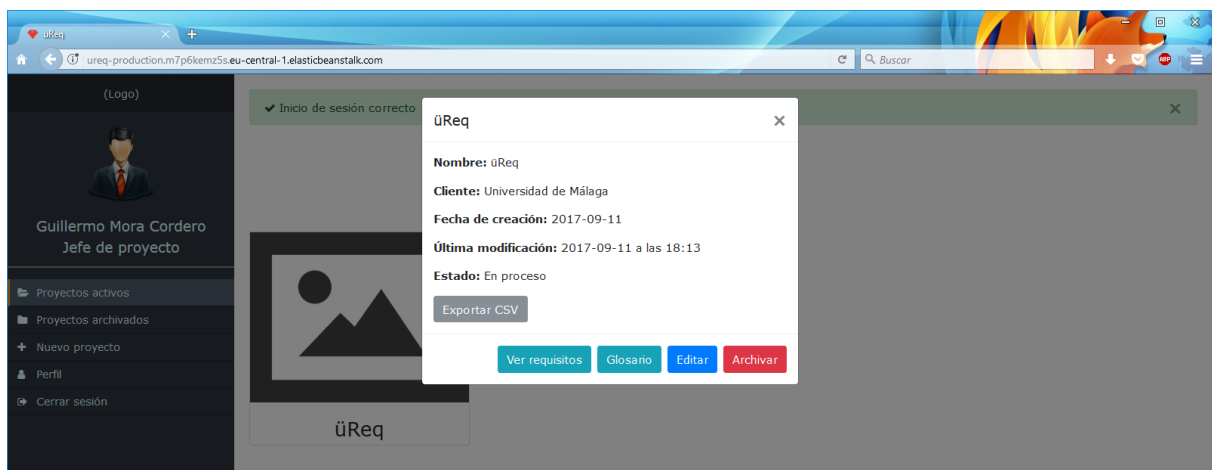 uReq
ureq-production.m7p6kemz5s.eu-central-1.elasticbeanstalk.com
Buscar
ABP
(Logo)
Guillermo Mora Cordero
Jefe de proyecto
Proyectos activos
Proyectos archivados
Nuevo proyecto
Perfil
Cerrar sesión
Inicio de sesión correcto
üReq
Nombre: üReq
Cliente: Universidad de Málaga
Fecha de creación: 2017-09-11
Última modificación: 2017-09-11 a las 18:13
Estado: En proceso
Exportar CSV
Ver requisitos Glosario Editar Archivar
üReq